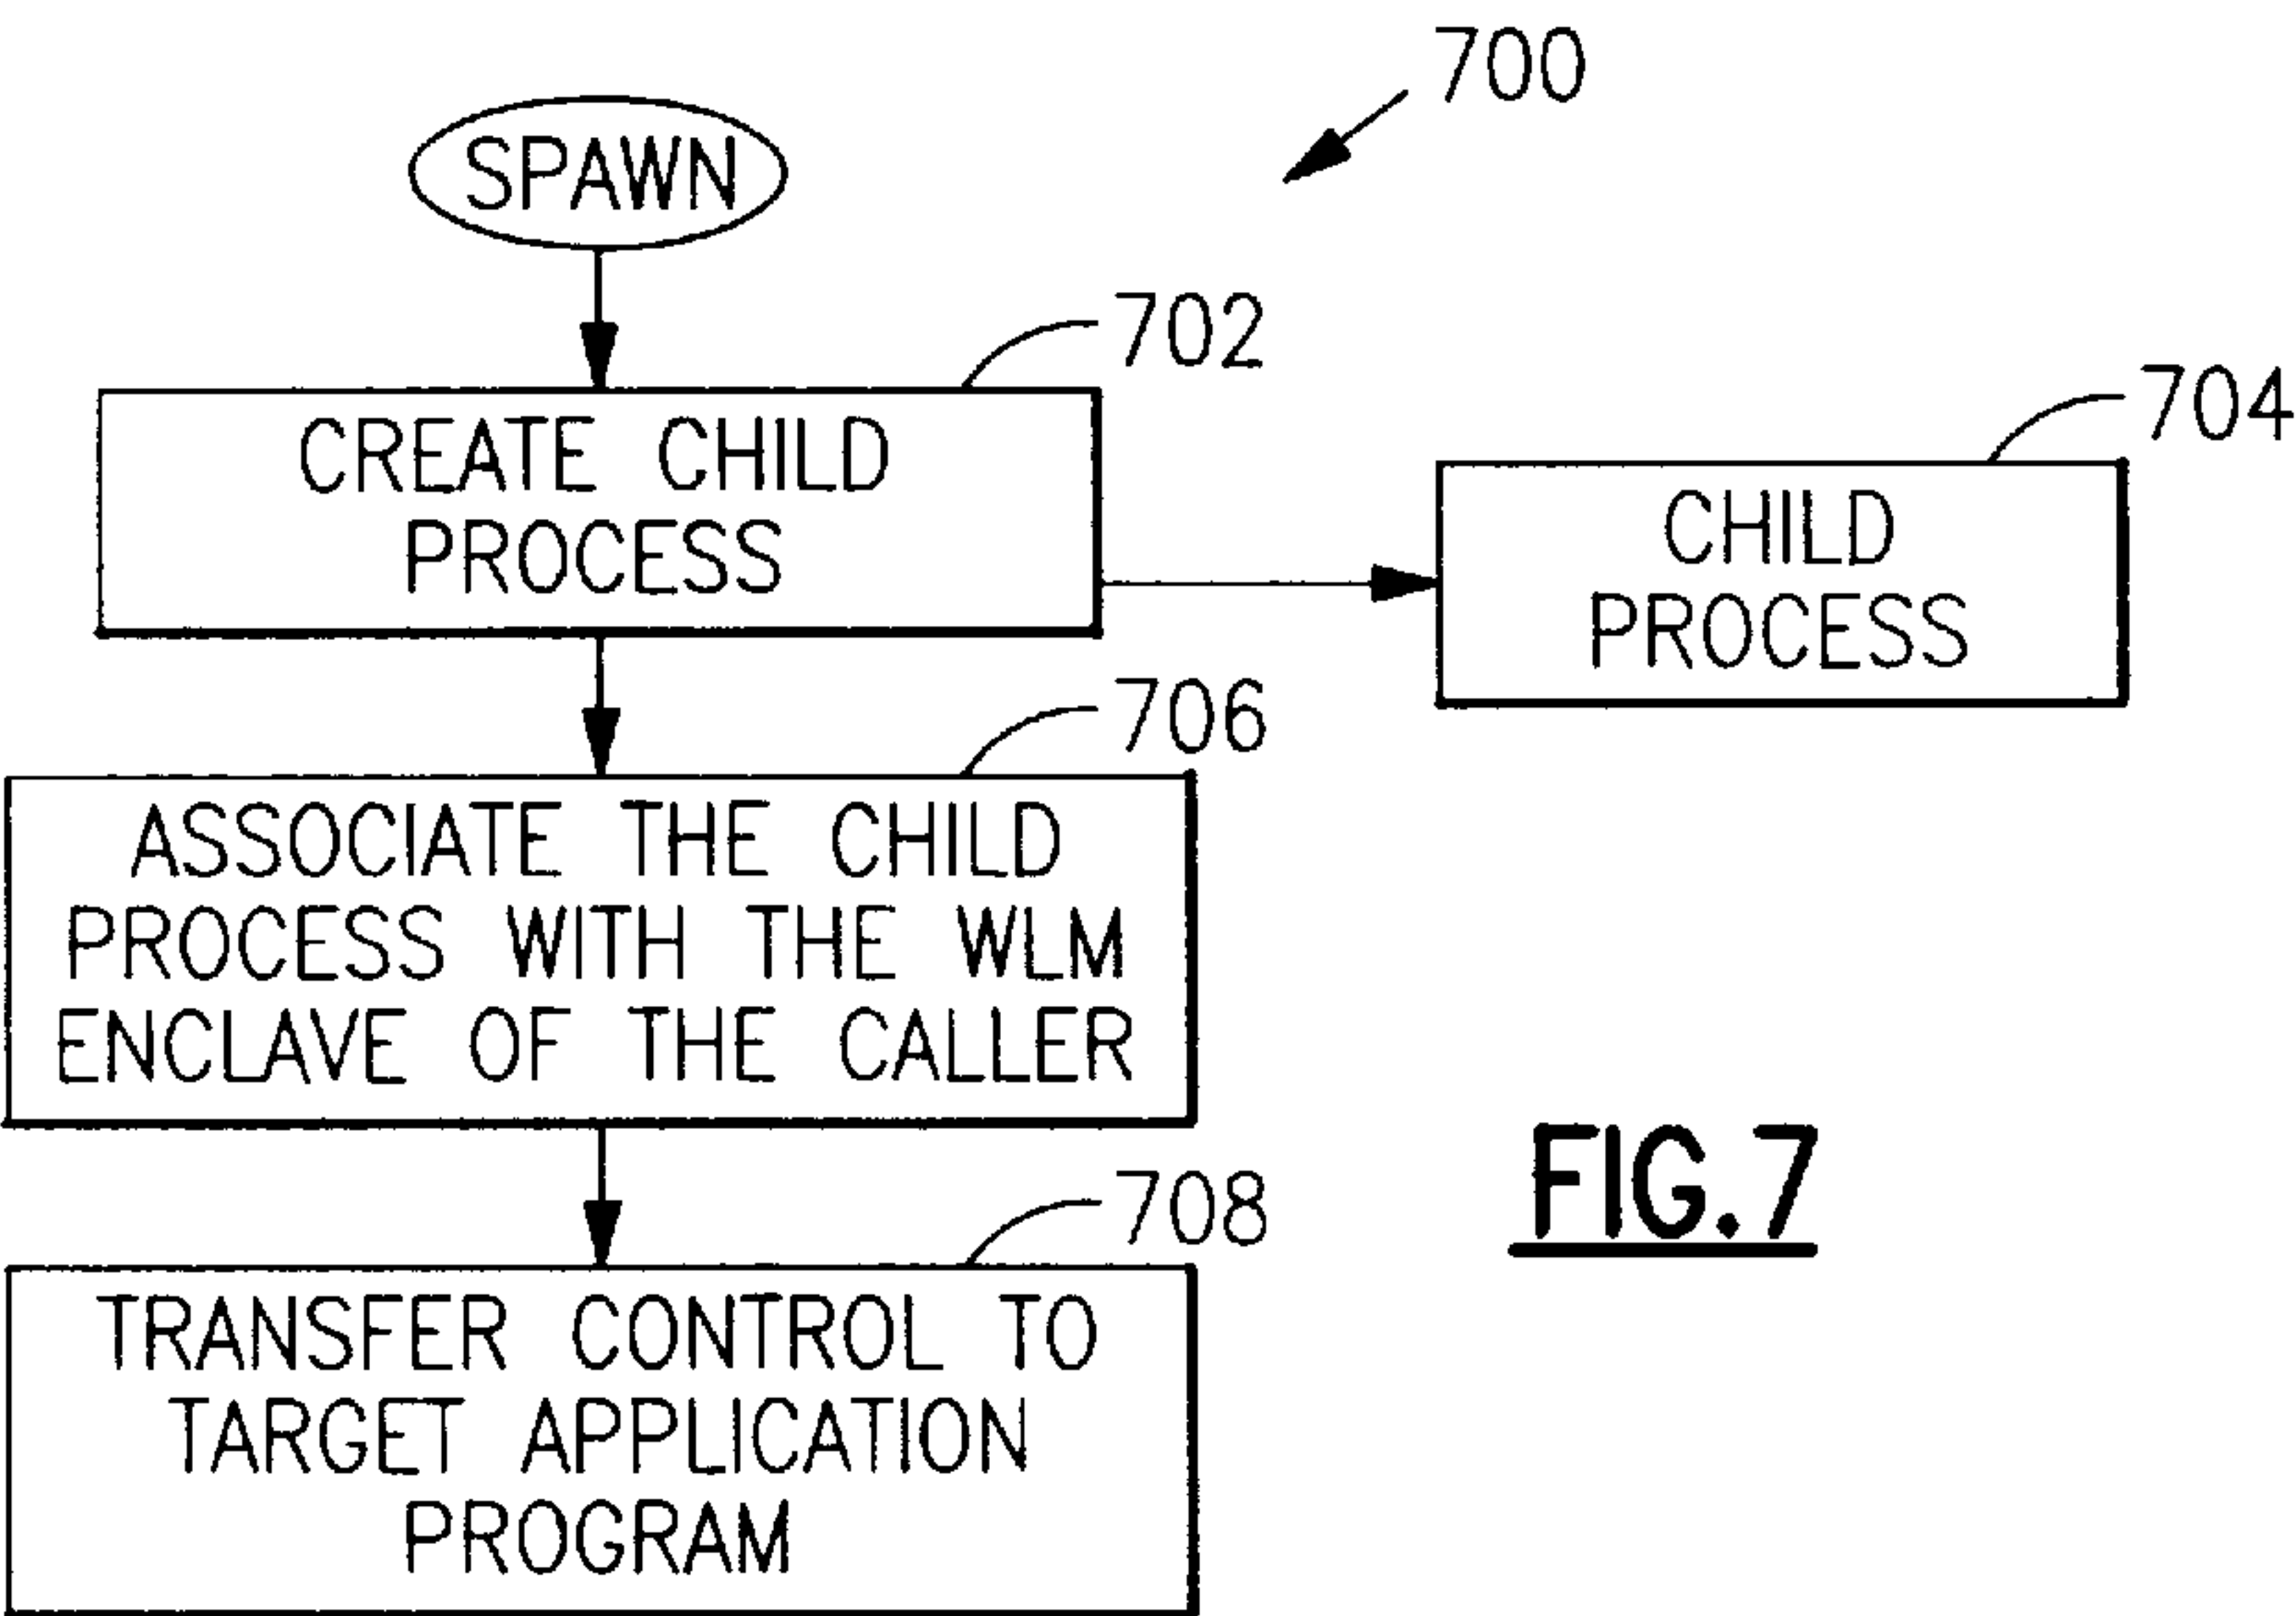 700
SPAWN
702
CREATE CHILD
PROCESS
704
CHILD
PROCESS
706
ASSOCIATE THE CHILD
PROCESS WITH THE WLM
ENCLAVE OF THE CALLER
708
TRANSFER CONTROL TO
TARGET APPLICATION
PROGRAM
FIG.7